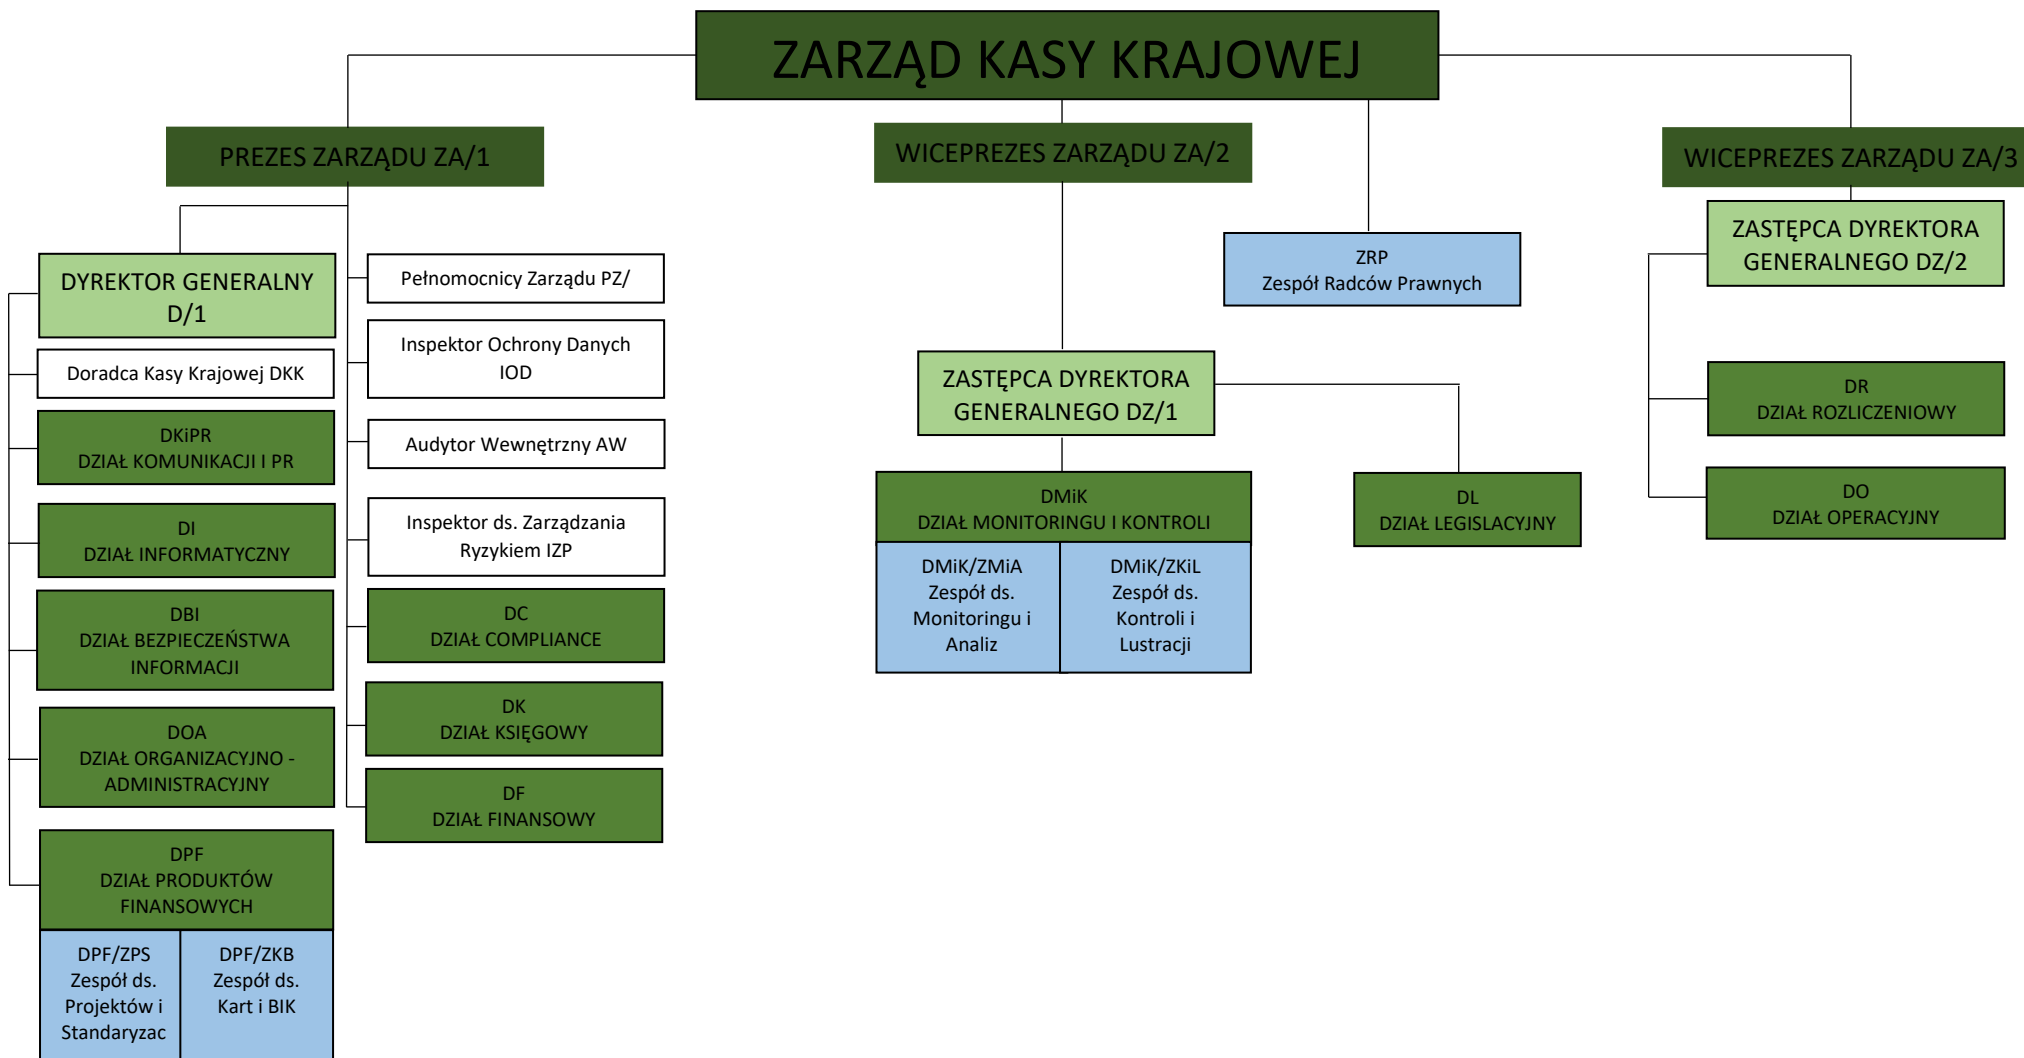 ZARZĄD KASY KRAJOWEJ
PREZES ZARZĄDU ZA/1
DYREKTOR GENERALNY
D/1
Doradca Kasy Krajowej DKK
DKiPR
DZIAŁ KOMUNIKACJI I PR
DI
DZIAŁ INFORMATYCZNY
DBI
DZIAŁ BEZPIECZEŃSTWA
INFORMACJI
DOA
DZIAŁ ORGANIZACYJNO -
ADMINISTRACYJNY
DPF
DZIAŁ PRODUKTÓW
FINANSOWYCH
DPF/ZPS
Zespół ds.
Projektów i
Standaryzac
DPF/ZKB
Zespół ds.
Kart i BIK
Pełnomocnicy Zarządu PZ/
Inspektor Ochrony Danych
IOD
Audytor Wewnętrzny AW
Inspektor ds. Zarządzania
Ryzykiem IZP
DC
DZIAŁ COMPLIANCE
DK
DZIAŁ KSIĘGOWY
DF
DZIAŁ FINANSOWY
WICEPREZES ZARZĄDU ZA/2
ZASTĘPCA DYREKTORA
GENERALNEGO DZ/1
DMiK
DZIAŁ MONITORINGU I KONTROLI
DMiK/ZMiA
Zespół ds.
Monitoringu i
Analiz
DMiK/ZKiL
Zespół ds.
Kontroli i
Lustracji
DL
DZIAŁ LEGISLACYJNY
ZRP
Zespół Radców Prawnych
WICEPREZES ZARZĄDU ZA/3
ZASTĘPCA DYREKTORA
GENERALNEGO DZ/2
DR
DZIAŁ ROZLICZENIOWY
DO
DZIAŁ OPERACYJNY